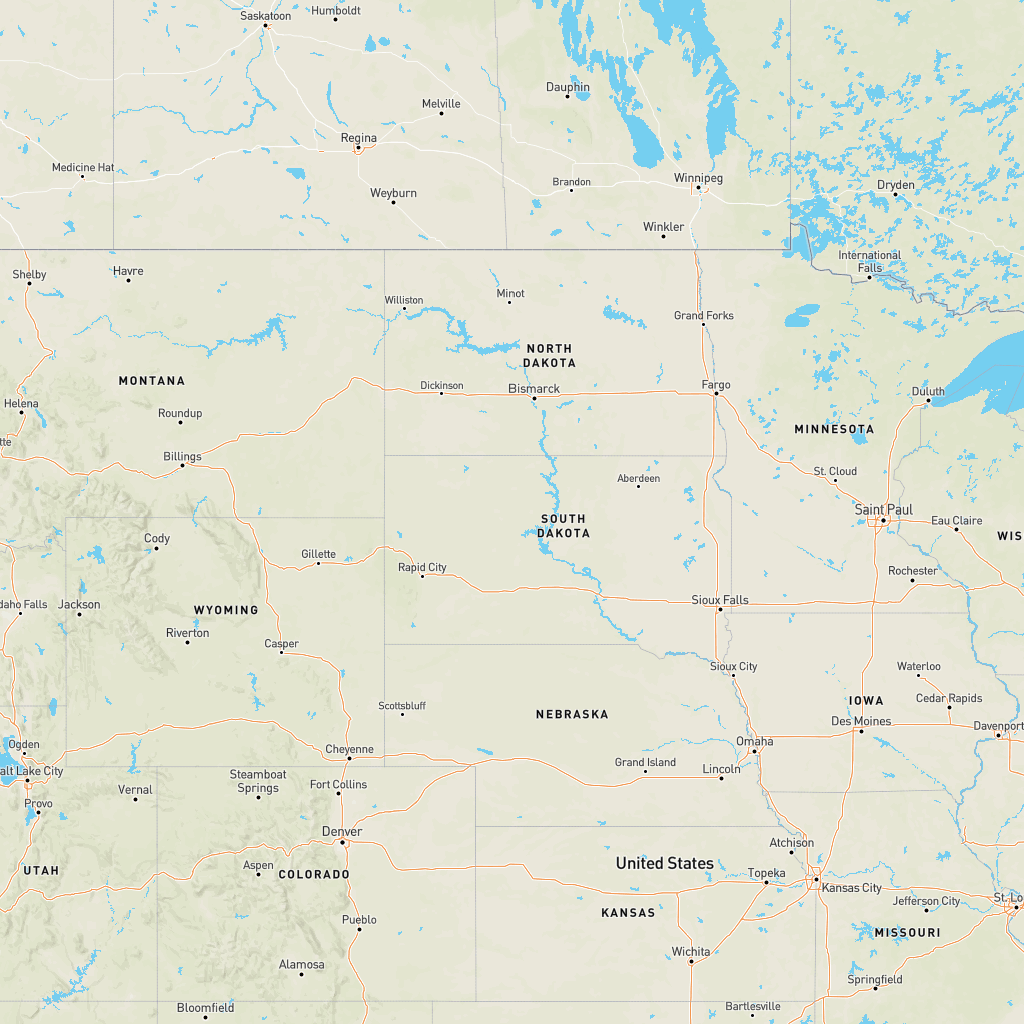 Saskatoon
Humboldt
Dauphin
Melville
Regina
Medicine Hat
Brandon
Winnipeg
Dryden
Weyburn
Winkler
International
Falls
Shelby
Havre
Williston
Minot
Grand Forks
NORTH
DAKOTA
MONTANA
Dickinson
Bismarck
Fargo
Duluth
Helena
Roundup
MINNESOTA
tte
Billings
St. Cloud
Aberdeen
Saint Paul
Eau Claire
SOUTH
DAKOTA
WIS
Cody
Gillette
Rapid City
Rochester
daho Falls
Jackson
WYOMING
Sioux Falls
Riverton
Casper
Sioux City
Waterloo
Cedar Rapids
Scottsbluff
NEBRASKA
IOWA
Des Moines
Davenport
Ogden
Cheyenne
Omaha
Grand Island
Lincoln
alt Lake City
Steamboat
Springs
Vernal
Fort Collins
Provo
Denver
Atchison
United States
UTAH
Aspen
COLORADO
Topeka
Kansas City
Jefferson City
St. Lo
KANSAS
Pueblo
MISSOURI
Wichita
Alamosa
Springfield
Bloomfield
Bartlesville